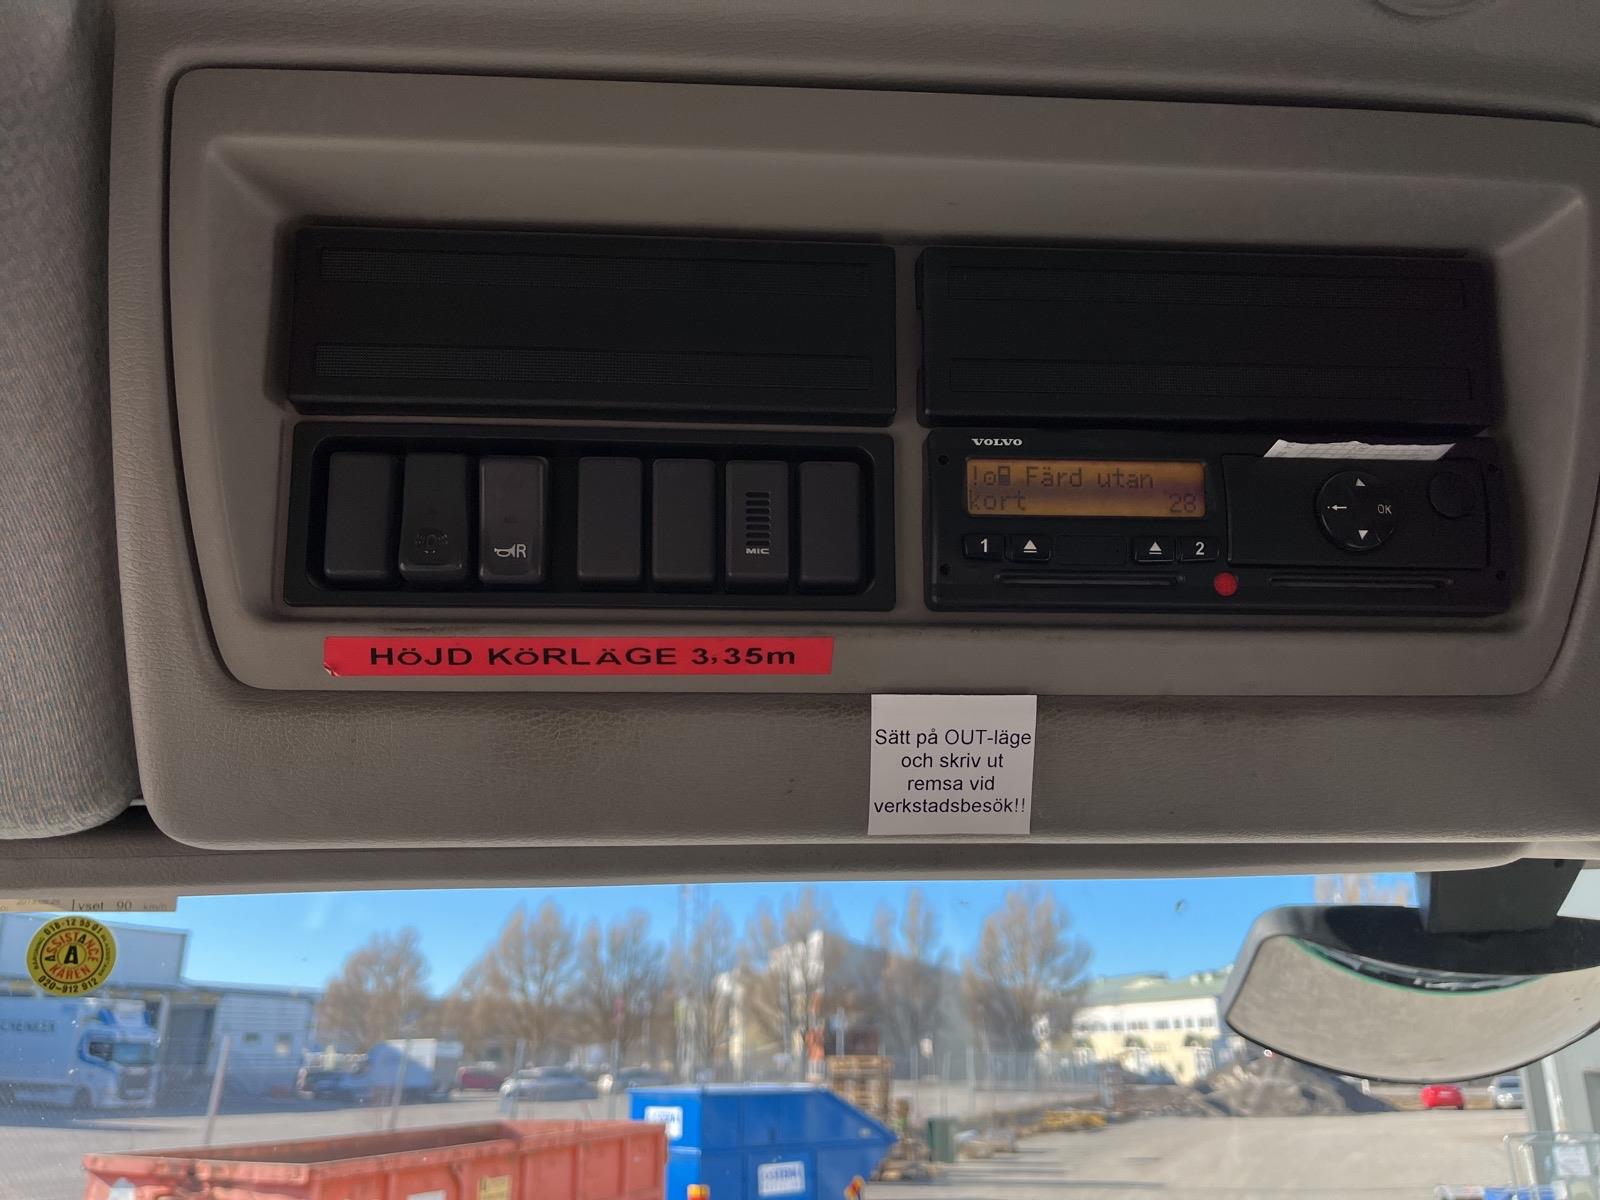 VOLVO
Färd utan
kort 28
1 2
R
MIC
OK
HÖJD KÖRLÄGE 3,35m
Sätt på OUT-läge
och skriv ut
remsa vid
verkstadsbesök!!
Vset 90 km/h
ASSISTANCE
A
KÅREN
020-912 912